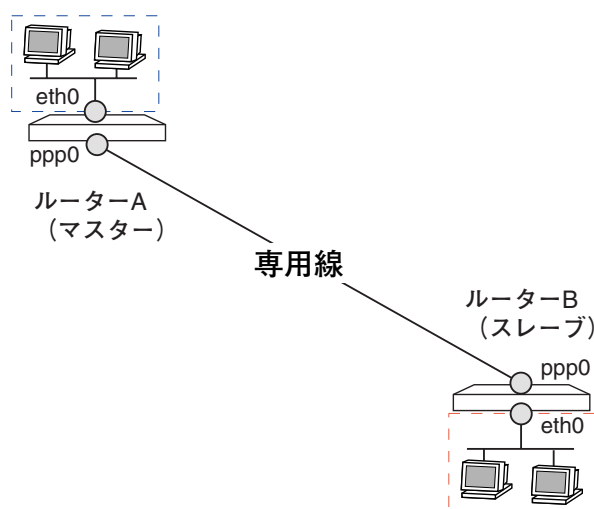 eth0
ppp0
ルーターA
（マスター）
専用線
ルーターB
（スレーブ）
ppp0
eth0